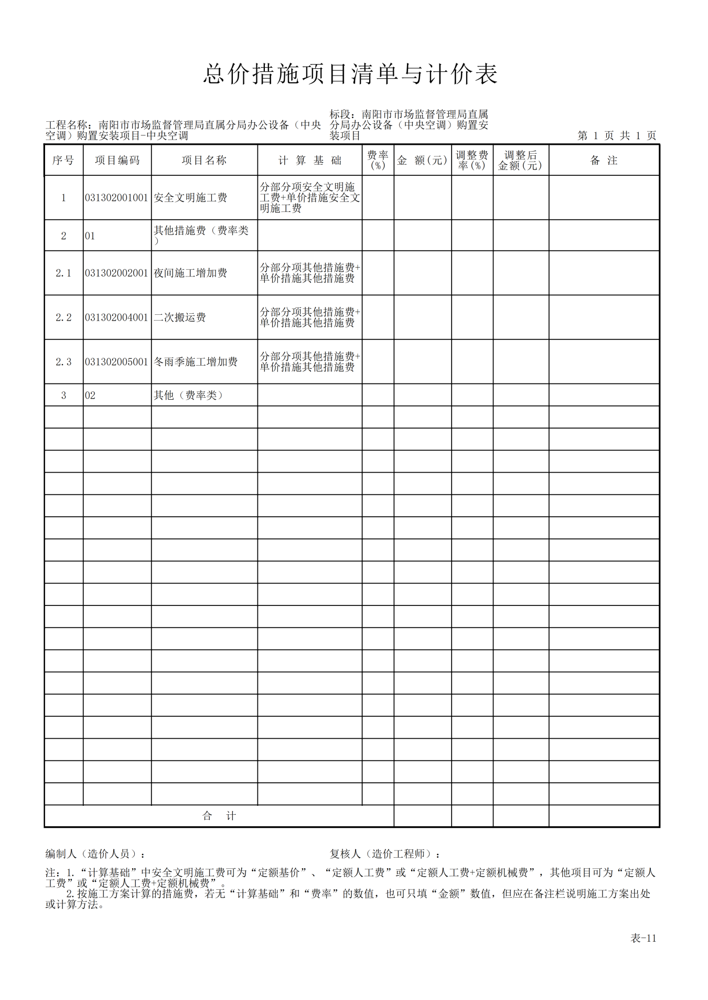 总价措施项目清单与计价表
工程名称：南阳市市场监督管理局直属分局办公设备（中央
空调）购置安装项目-中央空调
标段：南阳市市场监督管理局直属
分局办公设备（中央空调）购置安
装项目
第 1 页 共 1 页
序号 项目编码 项目名称 计 算 基 础 费率(%) 金 额(元) 调整费率(%) 调整后金额(元) 备 注
1 031302001001 安全文明施工费
分部分项安全文明施
工费+单价措施安全文
明施工费
2 01
其他措施费（费率类
）
2.1 031302002001 夜间施工增加费
分部分项其他措施费+
单价措施其他措施费
2.2 031302004001 二次搬运费
分部分项其他措施费+
单价措施其他措施费
2.3 031302005001 冬雨季施工增加费
分部分项其他措施费+
单价措施其他措施费
3 02 其他（费率类）
合 计
编制人（造价人员）： 复核人（造价工程师）：
注：1.“计算基础”中安全文明施工费可为“定额基价”、“定额人工费”或“定额人工费+定额机械费”，其他项目可为“定额人
工费”或“定额人工费+定额机械费”。
2.按施工方案计算的措施费，若无“计算基础”和“费率”的数值，也可只填“金额”数值，但应在备注栏说明施工方案出处
或计算方法。
表-11